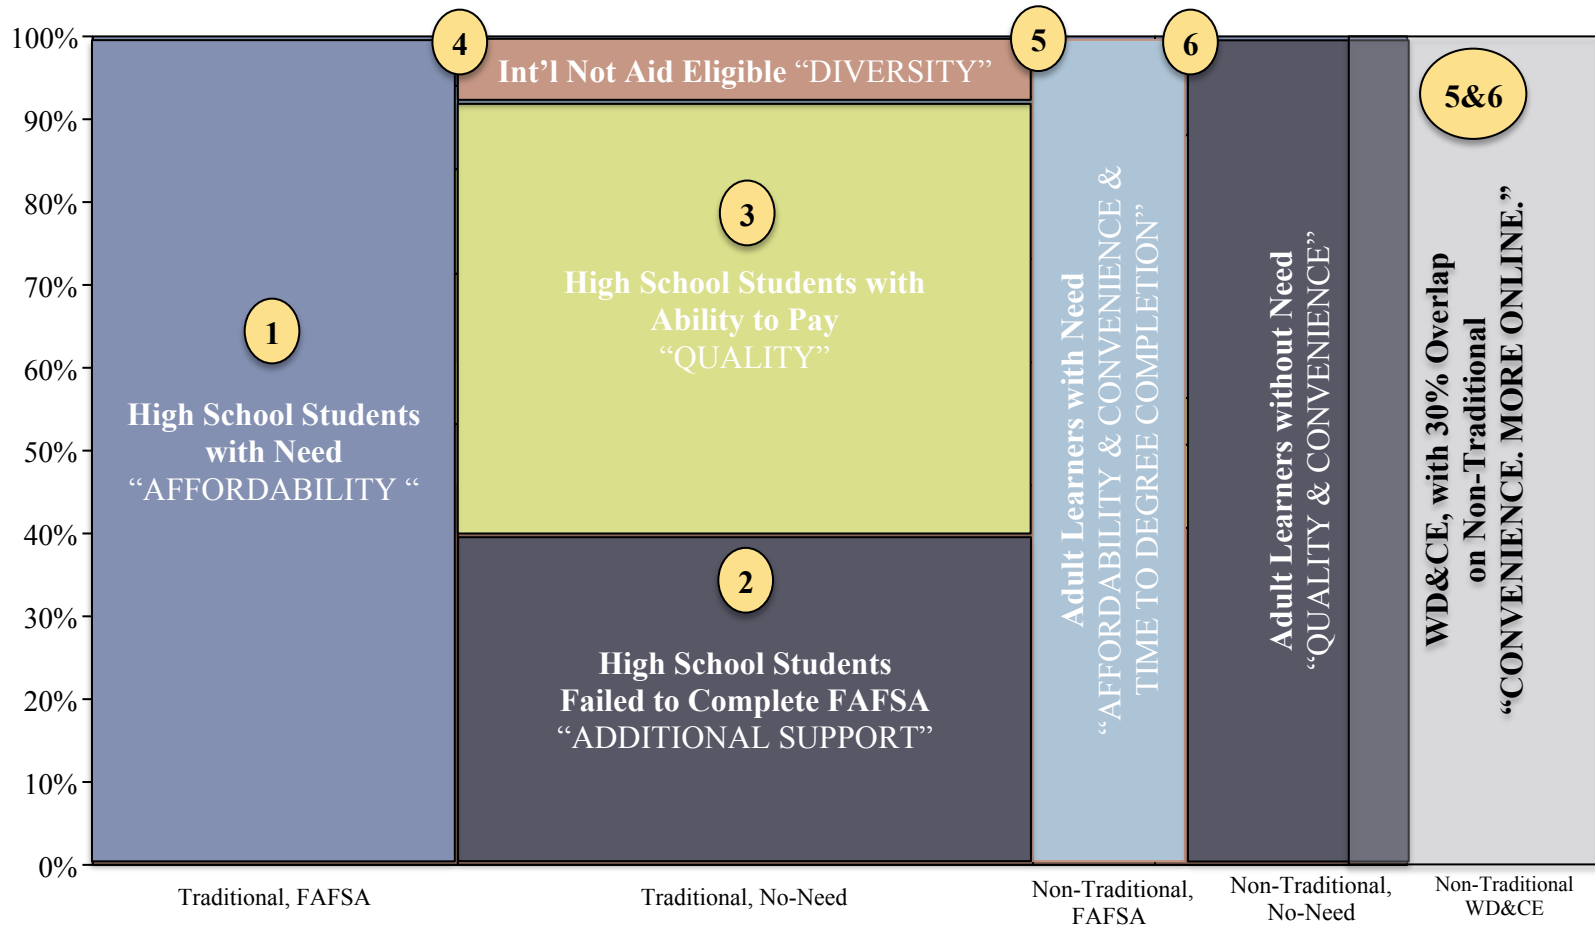 100%
90%
80%
70%
60%
50%
40%
30%
20%
10%
0%
1
High School Students
with Need
“AFFORDABILITY “
4
Int’l Not Aid Eligible “DIVERSITY”
3
High School Students with
Ability to Pay
“QUALITY”
2
High School Students
Failed to Complete FAFSA
“ADDITIONAL SUPPORT”
5
Adult Learners with Need
“AFFORDABILITY & CONVENIENCE &
TIME TO DEGREE COMPLETION”
6
Adult Learners without Need
“QUALITY & CONVENIENCE”
5&6
WD&CE, with 30% Overlap
on Non-Traditional
“CONVENIENCE. MORE ONLINE.”
Traditional, FAFSA
Traditional, No-Need
Non-Traditional,
FAFSA
Non-Traditional,
No-Need
Non-Traditional
WD&CE